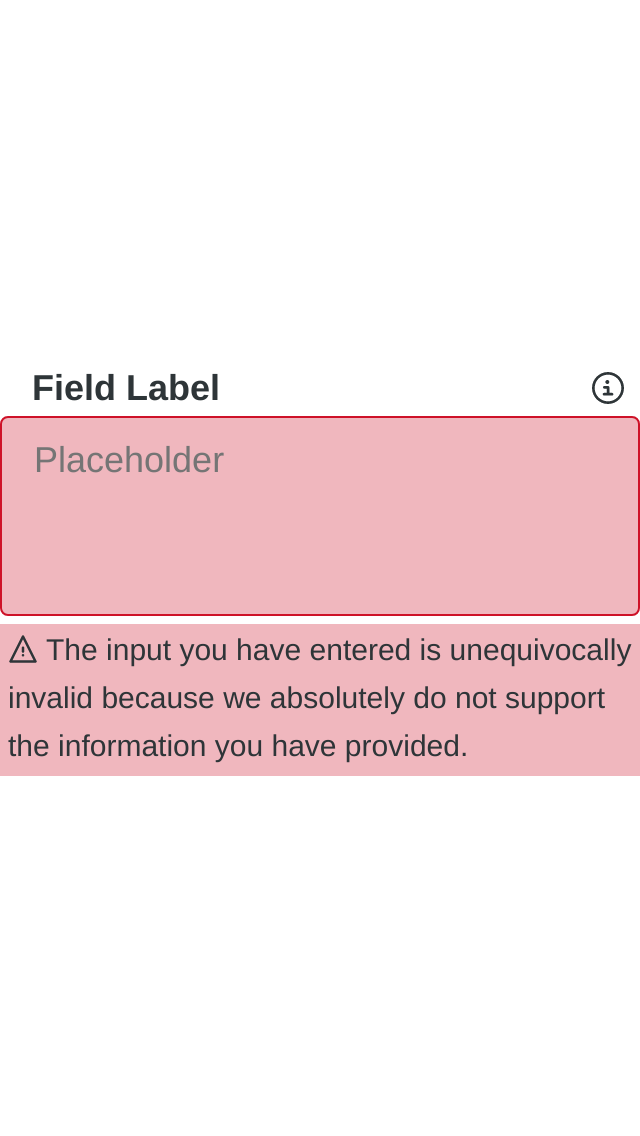 Field Label
Placeholder
The input you have entered is unequivocally
invalid because we absolutely do not support
the information you have provided.